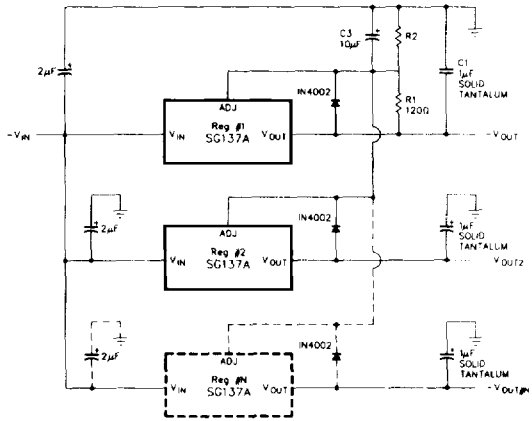 C3
10µF
R2
2µF
C1
1µF
SOLID
TANTALUM
IN4002
R1
120Ω
ADJ
Reg #1
-VIN
VIN
SG137A
VOUT
-VOUT
2µF
IN4002
1µF
SOLID
TANTALUM
ADJ
Reg #2
VIN
SG137A
VOUT
-VOUT2
2µF
IN4002
1µF
SOLID
TANTALUM
ADJ
Reg #N
VIN
SG137A
VOUT
-VOUT#N